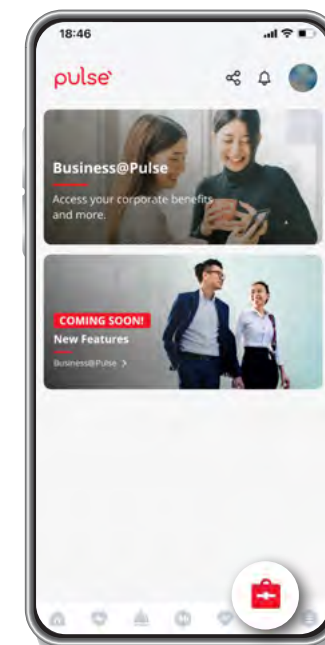 18:46
pulse
Business@Pulse
Access your corporate benefits
and more.
COMING SOON!
New Features
Business@Pulse >